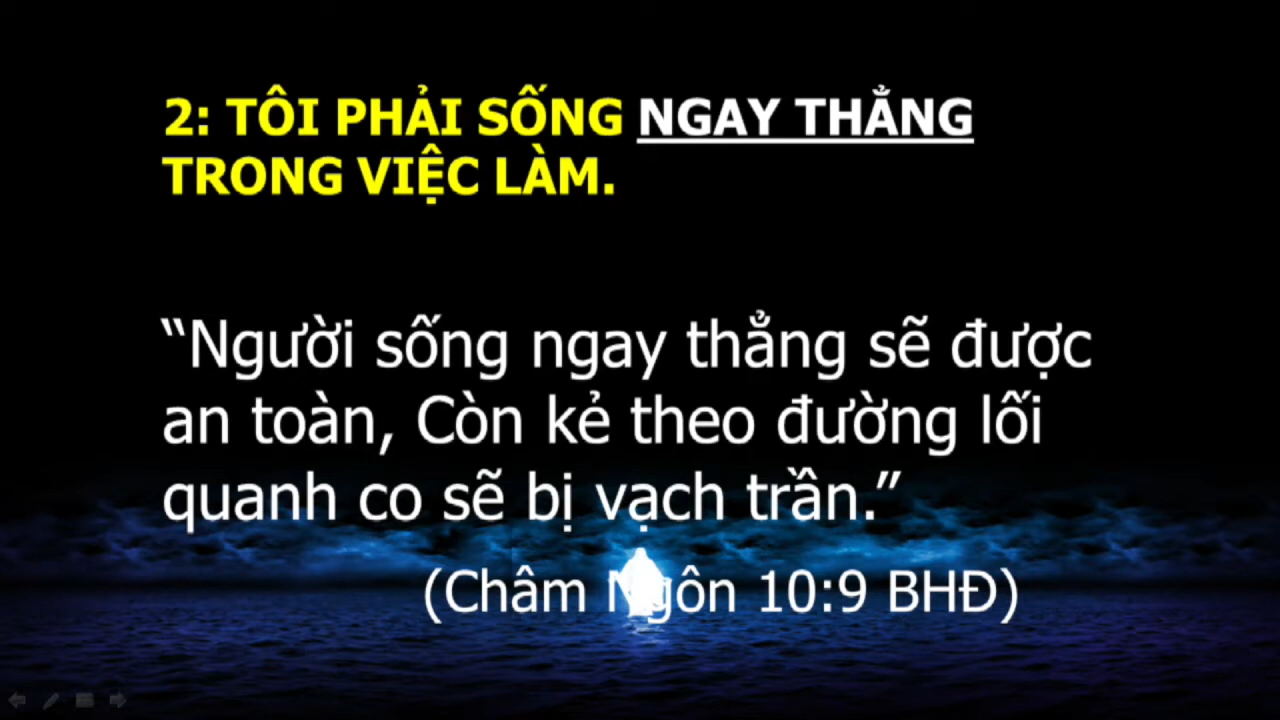 2: TÔI PHẢI SỐNG NGAY THẲNG
TRONG VIỆC LÀM.
“Người sống ngay thẳng sẽ được
an toàn, Còn kẻ theo đường lối
quanh co sẽ bị vạch trần.”
(Châm Ngôn 10:9 BHĐ)